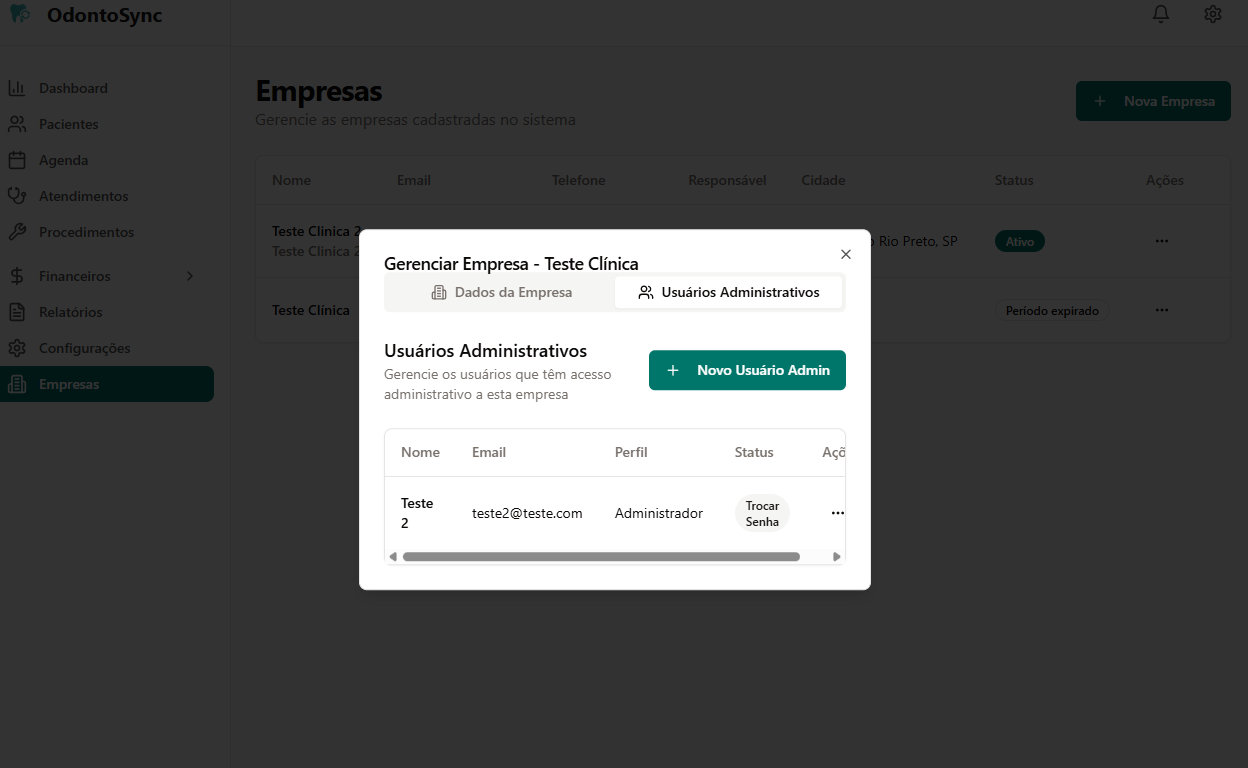 OdontoSync
Dashboard
Pacientes
Agenda
Atendimentos
Procedimentos
Financeiros
Relatórios
Configurações
Empresas
Empresas
Gerencie as empresas cadastradas no sistema
Nova Empresa
Nome Email Telefone Responsável Cidade Status Ações
Teste Clinica 2
Teste Clinica 2
Rio Preto, SP
Ativo
Teste Clínica
Período expirado
Gerenciar Empresa - Teste Clínica
Dados da Empresa
Usuários Administrativos
Usuários Administrativos
Gerencie os usuários que têm acesso
administrativo a esta empresa
Novo Usuário Admin
Nome Email Perfil Status Açõ
Teste
2
teste2@teste.com
Administrador
Trocar
Senha